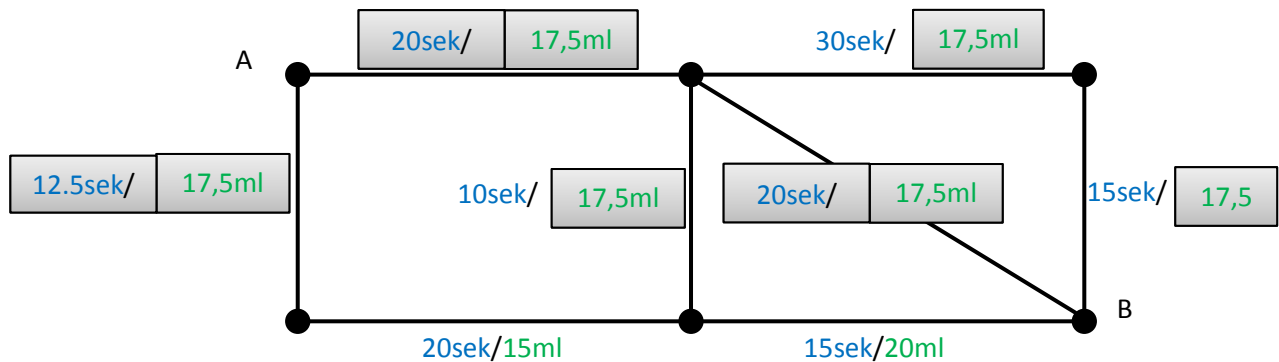 20sek/ 17,5ml
30sek/ 17,5ml
A
12.5sek/ 17,5ml
10sek/ 17,5ml
20sek/ 17,5ml
15sek/ 17,5
B
20sek/15ml
15sek/20ml